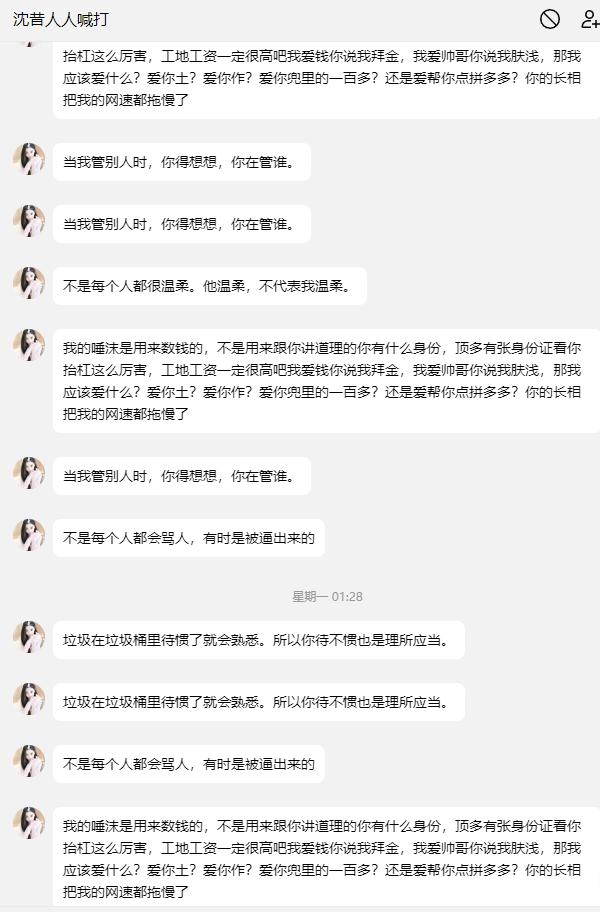 沈昔人人喊打
抬杠这么厉害，工地工资一定很高吧我爱钱你说我拜金，我爱帅哥你说我肤浅，那我
应该爱什么？爱你土？爱你作？爱你兜里的一百多？还是爱帮你点拼多多？你的长相
把我的网速都拖慢了
当我管别人时，你得想想，你在管谁。
当我管别人时，你得想想，你在管谁。
不是每个人都很温柔。他温柔，不代表我温柔。
我的唾沫是用来数钱的，不是用来跟你讲道理的你有什么身份，顶多有张身份证看你
抬杠这么厉害，工地工资一定很高吧我爱钱你说我拜金，我爱帅哥你说我肤浅，那我
应该爱什么？爱你土？爱你作？爱你兜里的一百多？还是爱帮你点拼多多？你的长相
把我的网速都拖慢了
当我管别人时，你得想想，你在管谁。
不是每个人都会骂人，有时是被逼出来的
星期一 01:28
垃圾在垃圾桶里待惯了就会熟悉。所以你待不惯也是理所应当。
垃圾在垃圾桶里待惯了就会熟悉。所以你待不惯也是理所应当。
不是每个人都会骂人，有时是被逼出来的
我的唾沫是用来数钱的，不是用来跟你讲道理的你有什么身份，顶多有张身份证看你
抬杠这么厉害，工地工资一定很高吧我爱钱你说我拜金，我爱帅哥你说我肤浅，那我
应该爱什么？爱你土？爱你作？爱你兜里的一百多？还是爱帮你点拼多多？你的长相
把我的网速都拖慢了